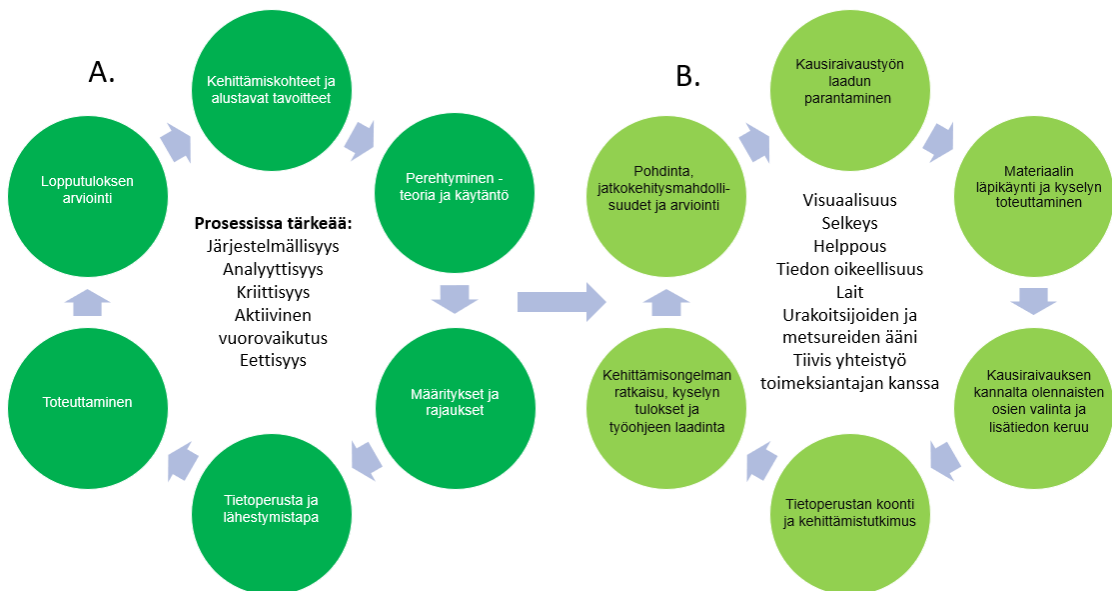 A.
Kehittämiskohteet ja
alustavat tavoitteet
Perehtyminen -
teoria ja käytäntö
Määritykset ja
rajaukset
Tietoperusta ja
lähestymistapa
Toteuttaminen
Lopputuloksen
arviointi
Prosessissa tärkeää:
Järjestelmällisyys
Analyyttisyys
Kriittisyys
Aktiivinen
vuorovaikutus
Eettisyys
B.
Kausiraivaustyön
laadun
parantaminen
Materiaalin
läpikäynti ja kyselyn
toteuttaminen
Kausiraivauksen
kannalta olennaisten
osien valinta ja
lisätiedon keruu
Tietoperustan koonti
ja kehittämistutkimus
Kehittämisongelman
ratkaisu, kyselyn
tulokset ja
työohjeen laadinta
Pohdinta,
jatkokehitysmahdolli-
suudet ja arviointi
Visuaalisuus
Selkeys
Helppous
Tiedon oikeellisuus
Lait
Urakoitsijoiden ja
metsureiden ääni
Tiivis yhteistyö
toimeksiantajan kanssa